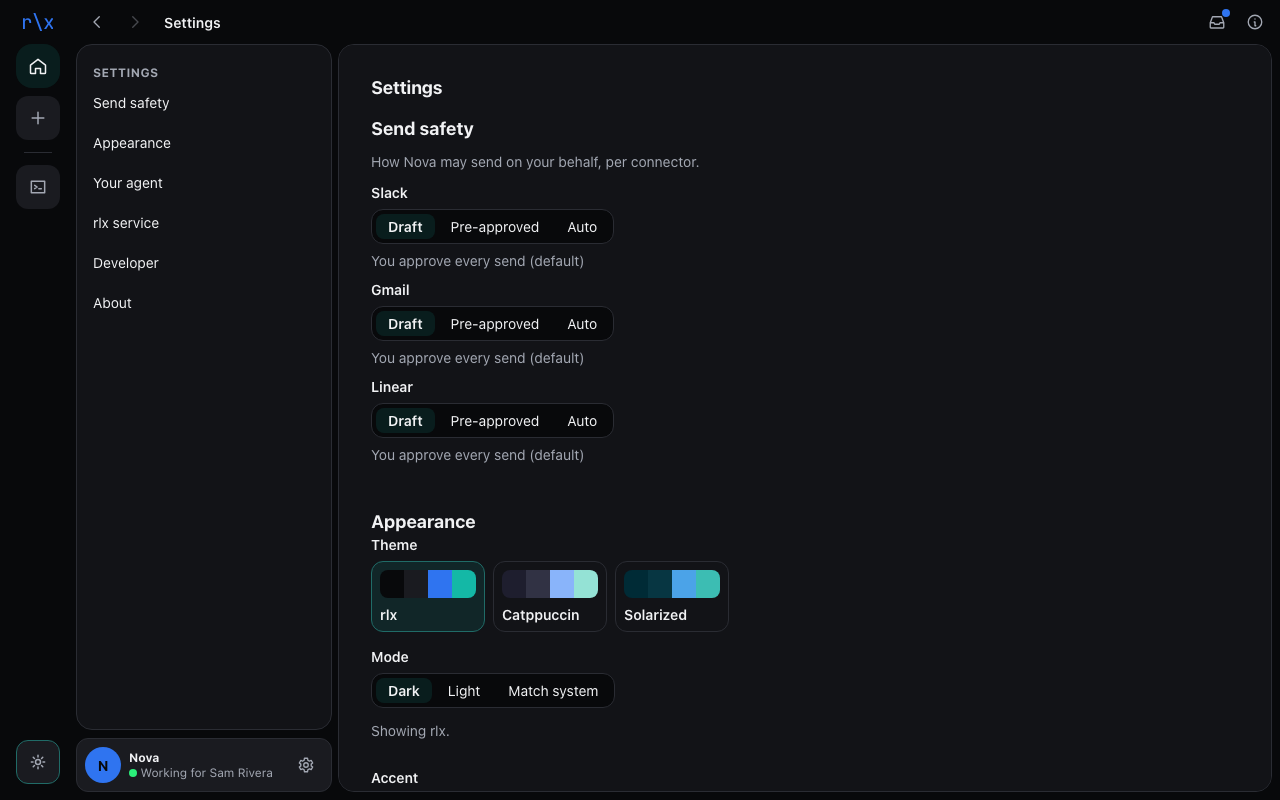 r\x
Settings
SETTINGS
Send safety
Appearance
Your agent
rlx service
Developer
About
N
Nova
Working for Sam Rivera
Settings
Send safety
How Nova may send on your behalf, per connector.
Slack
Draft Pre-approved Auto
You approve every send (default)
Gmail
Draft Pre-approved Auto
You approve every send (default)
Linear
Draft Pre-approved Auto
You approve every send (default)
Appearance
Theme
rlx Catppuccin Solarized
Mode
Dark Light Match system
Showing rlx.
Accent